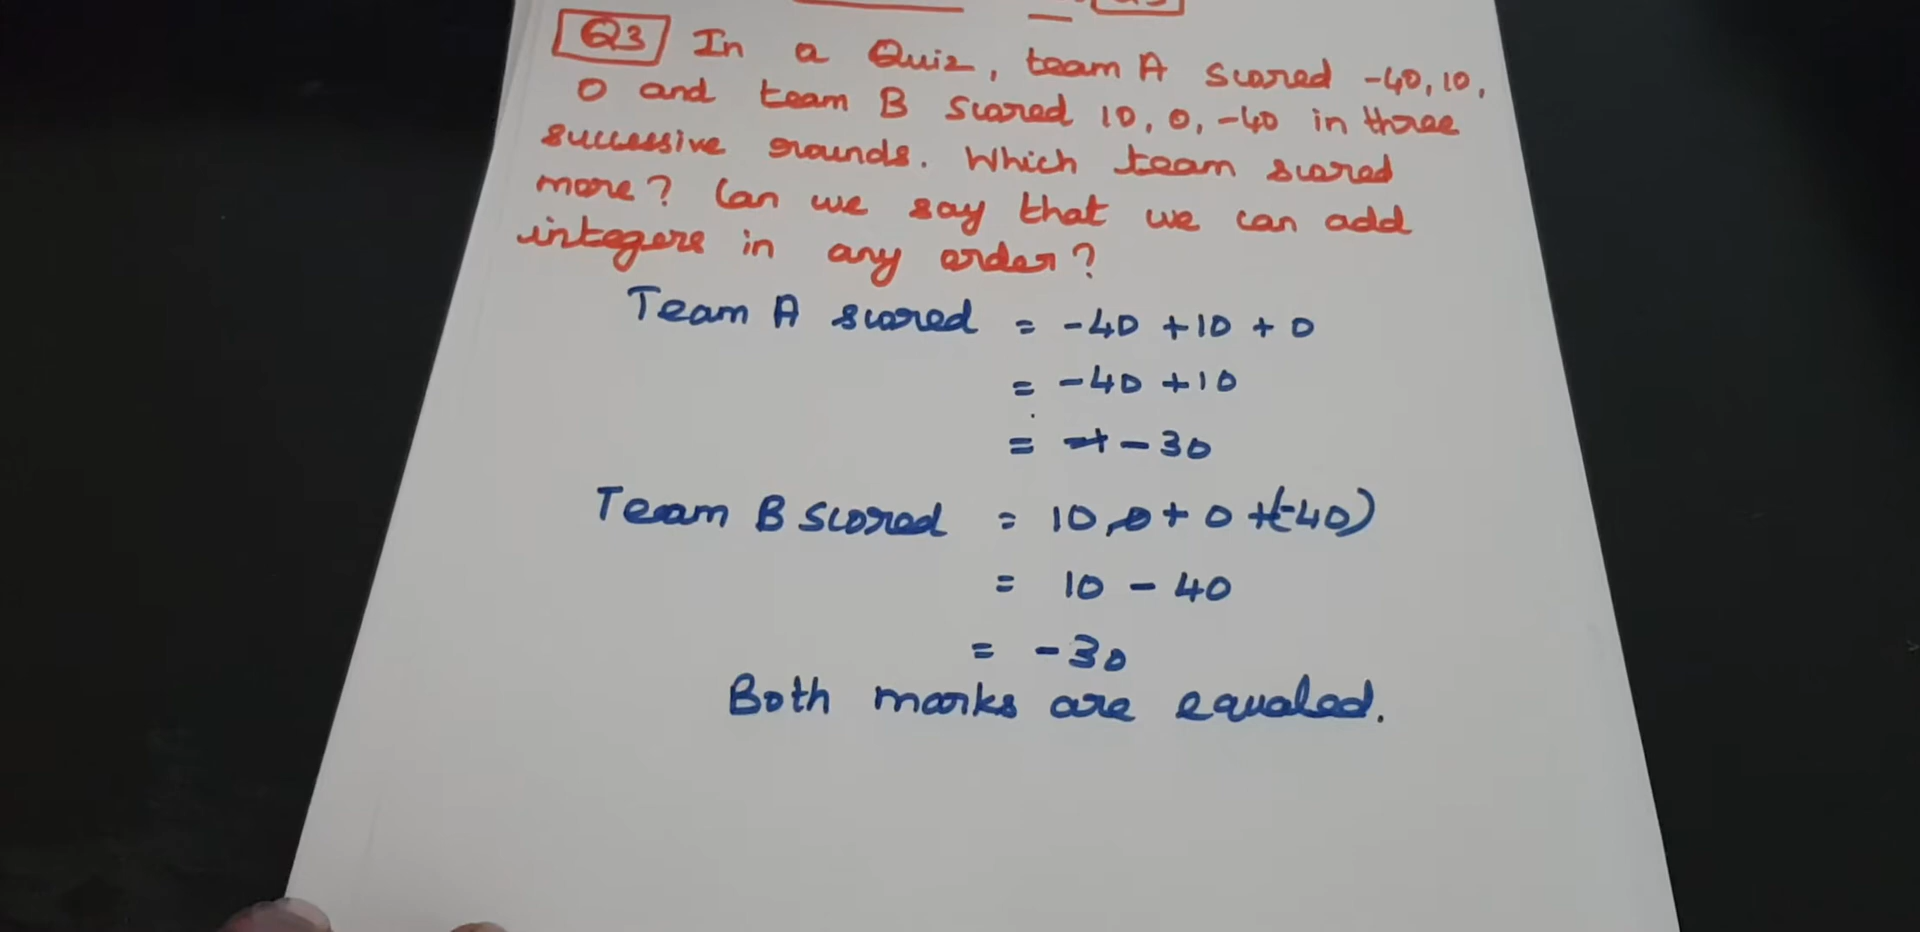 Q3 In a Quiz, team A scored -40, 10,
0 and team B scored 10, 0, -40 in three
successive rounds. Which team scored
more? Can we say that we can add
integers in any order?
Team A scored = -40 +10 + 0
= -40 +10
= - 30
Team B scored = 10 + 0 +(-40)
= 10 - 40
= -30
Both marks are equaled.